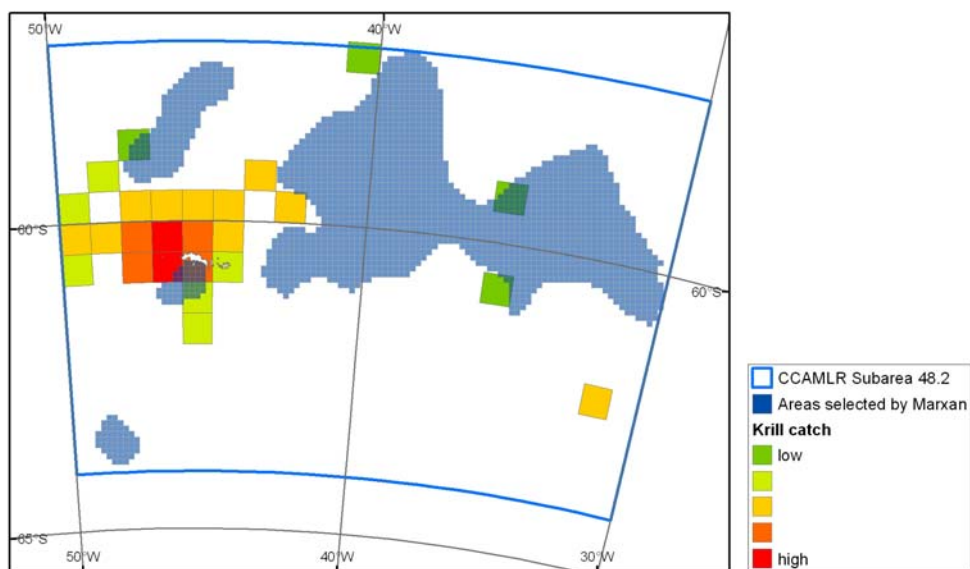 50°W
40°W
60°S
60°S
65°S
50°W
40°W
30°W
CCAMLR Subarea 48.2
Areas selected by Marxan
Krill catch
low
high